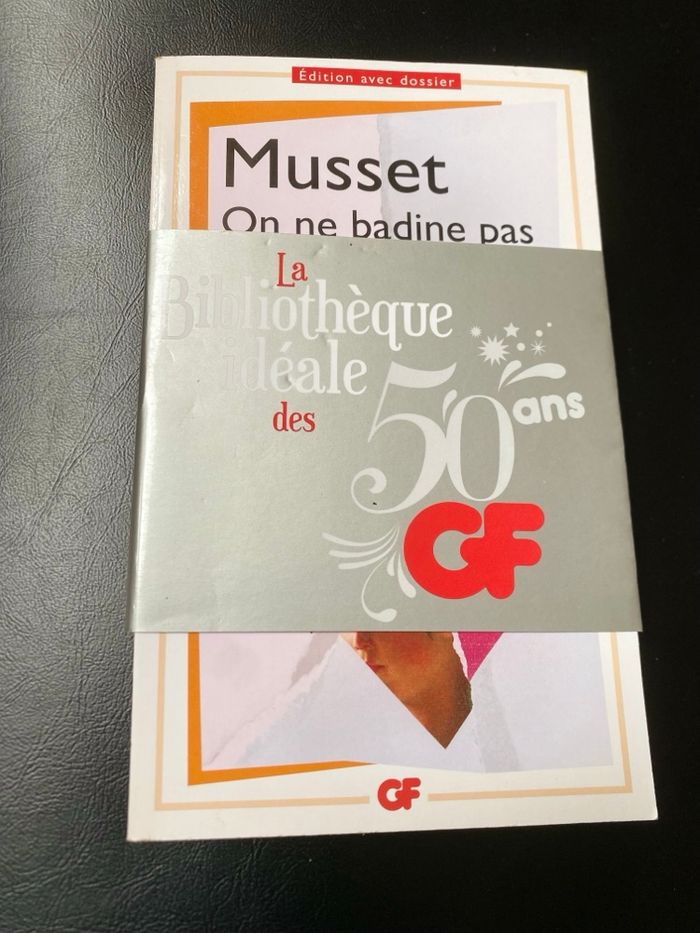 Édition avec dossier
Musset
On ne badine pas
La
Bibliothèque
idéale
des
50 ans
GF
GF